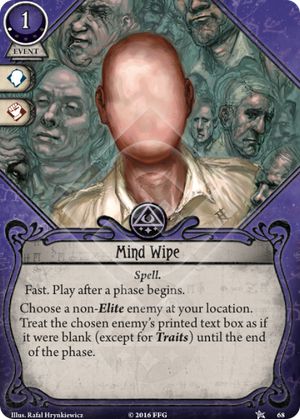 1
EVENT
Mind Wipe
Spell.
Fast. Play after a phase begins.
Choose a non-Elite enemy at your location.
Treat the chosen enemy's printed text box as if
it were blank (except for Traits) until the end
of the phase.
Illus. Rafał Hrynkiewicz
© 2016 FFG
68